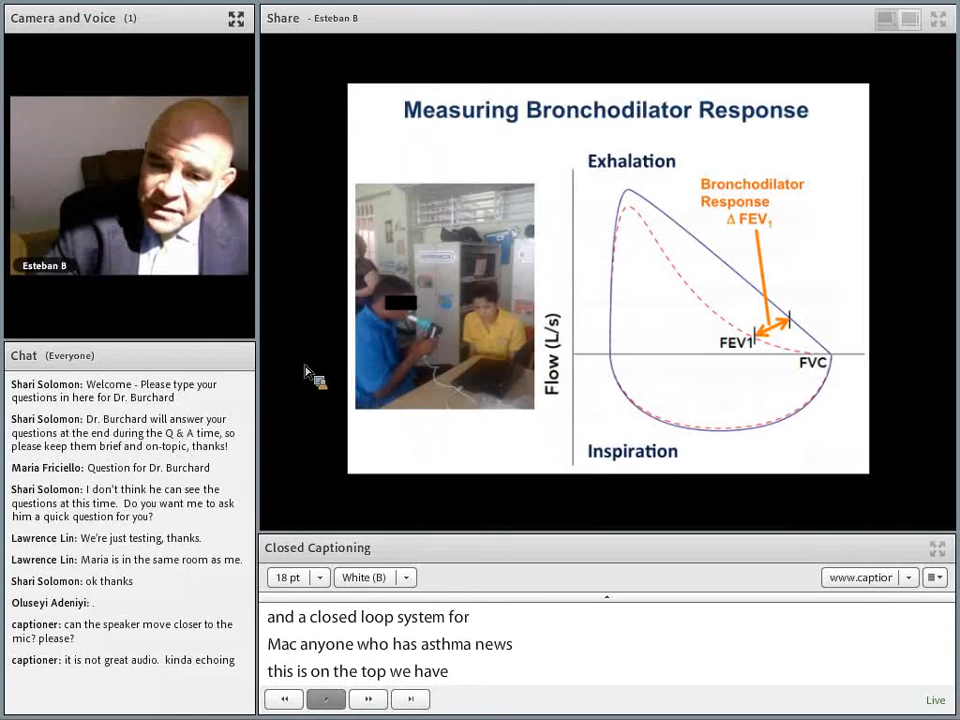 Camera and Voice (1)
Esteban B
Chat (Everyone)
Shari Solomon: Welcome - Please type your
questions in here for Dr. Burchard
Shari Solomon: Dr. Burchard will answer your
questions at the end during the Q & A time, so
please keep them brief and on-topic, thanks!
Maria Friciello: Question for Dr. Burchard
Shari Solomon: I don't think he can see the
questions at this time. Do you want me to ask
him a quick question for you?
Lawrence Lin: We're just testing, thanks.
Lawrence Lin: Maria is in the same room as me.
Shari Solomon: ok thanks
Oluseyi Adeniyi: .
captioner: can the speaker move closer to the
mic? please?
captioner: it is not great audio. kinda echoing
Share - Esteban B
Measuring Bronchodilator Response
Exhalation
Bronchodilator
Response
Δ FEV1
Flow (L/s)
FEV1
FVC
Inspiration
Closed Captioning
18 pt
White (B)
www.caption
and a closed loop system for
Mac anyone who has asthma news
this is on the top we have
Live